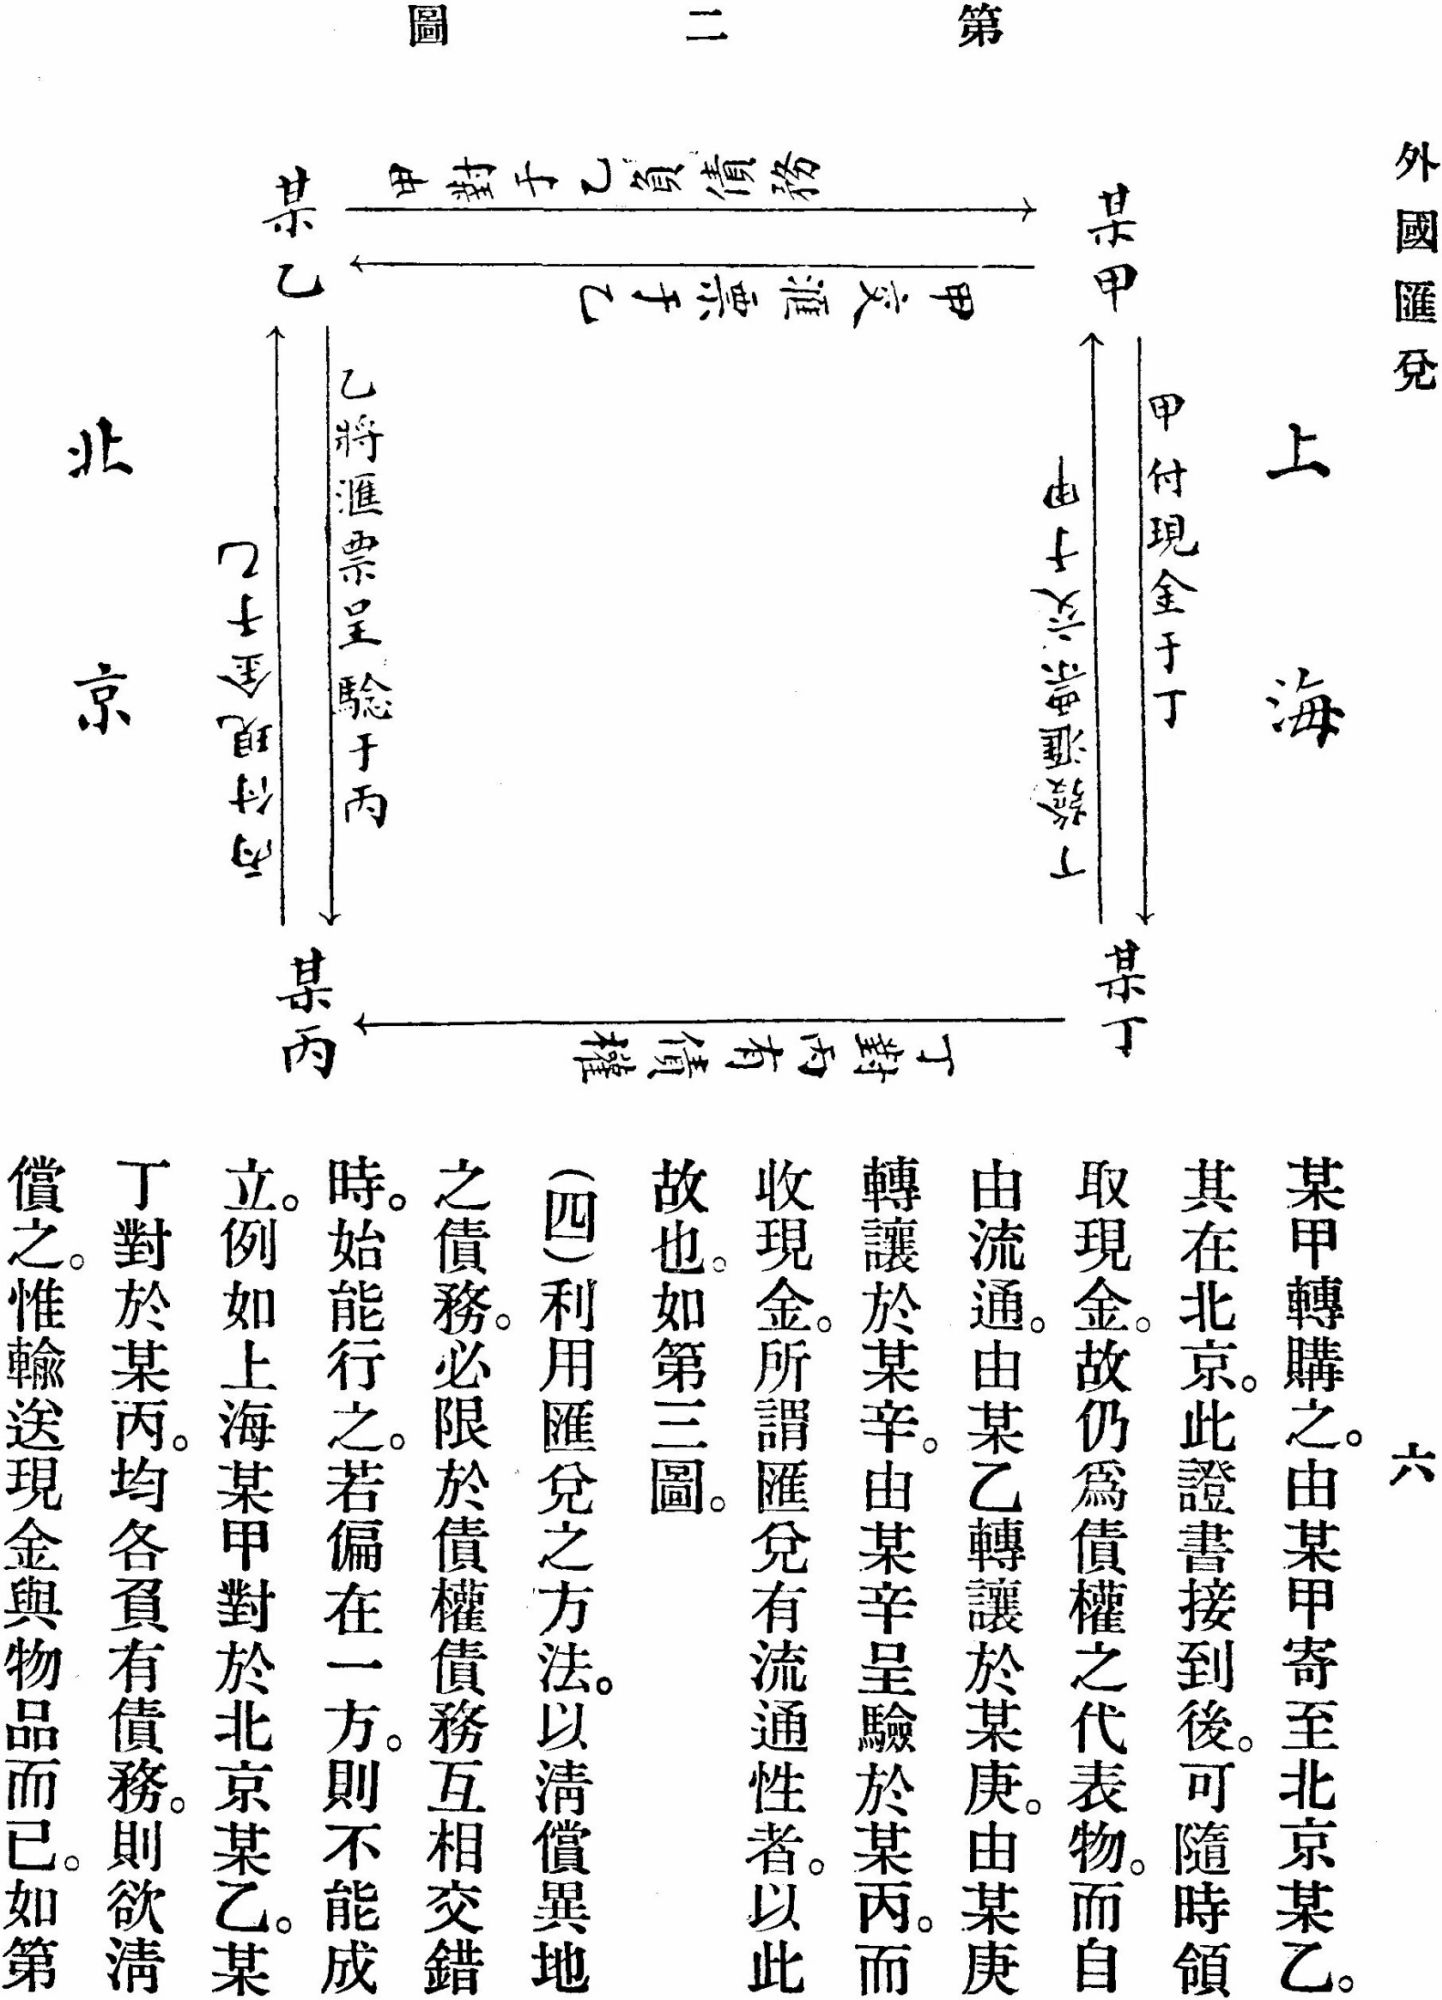 外國匯兌
六
第二圖
上海
北京
某甲
某乙
某丁
某丙
甲對于乙負債務
甲交滙票于乙
甲付現金于丁
丁發滙票交于甲
乙將滙票呈驗于丙
丙付現金于乙
丁對丙有債權
某甲轉購之。由某甲寄至北京某乙。
其在北京。此證書接到後。可隨時領
取現金。故仍爲債權之代表物。而自
由流通。由某乙轉讓於某庚。由某庚
轉讓於某辛。由某辛呈驗於某丙。而
收現金。所謂匯兌有流通性者。以此
故也。如第三圖。
(四)利用匯兌之方法。以淸償異地
之債務。必限於債權債務互相交錯
時。始能行之。若偏在一方。則不能成
立。例如上海某甲對於北京某乙。某
丁對於某丙。均各負有債務。則欲淸
償之。惟輸送現金與物品而已。如第